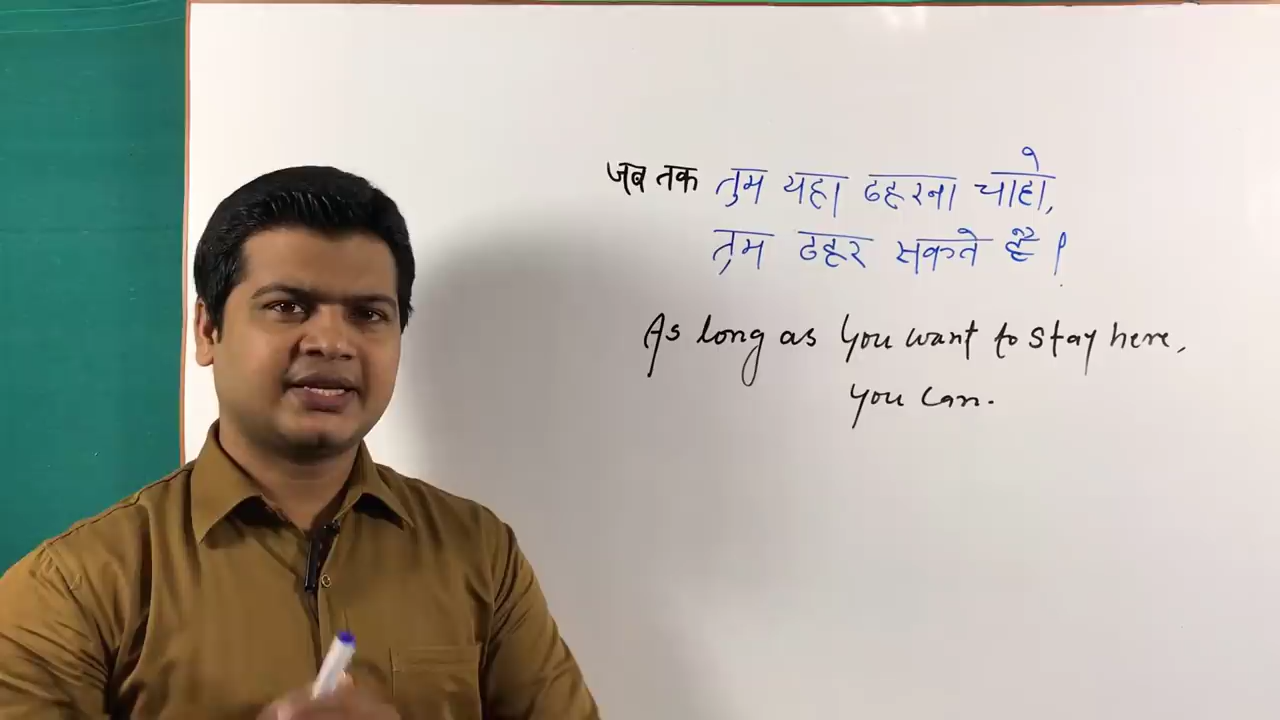 जब तक तुम यहा ठहरना चाहो,
तुम ठहर सकते है।
As long as you want to stay here,
you can.